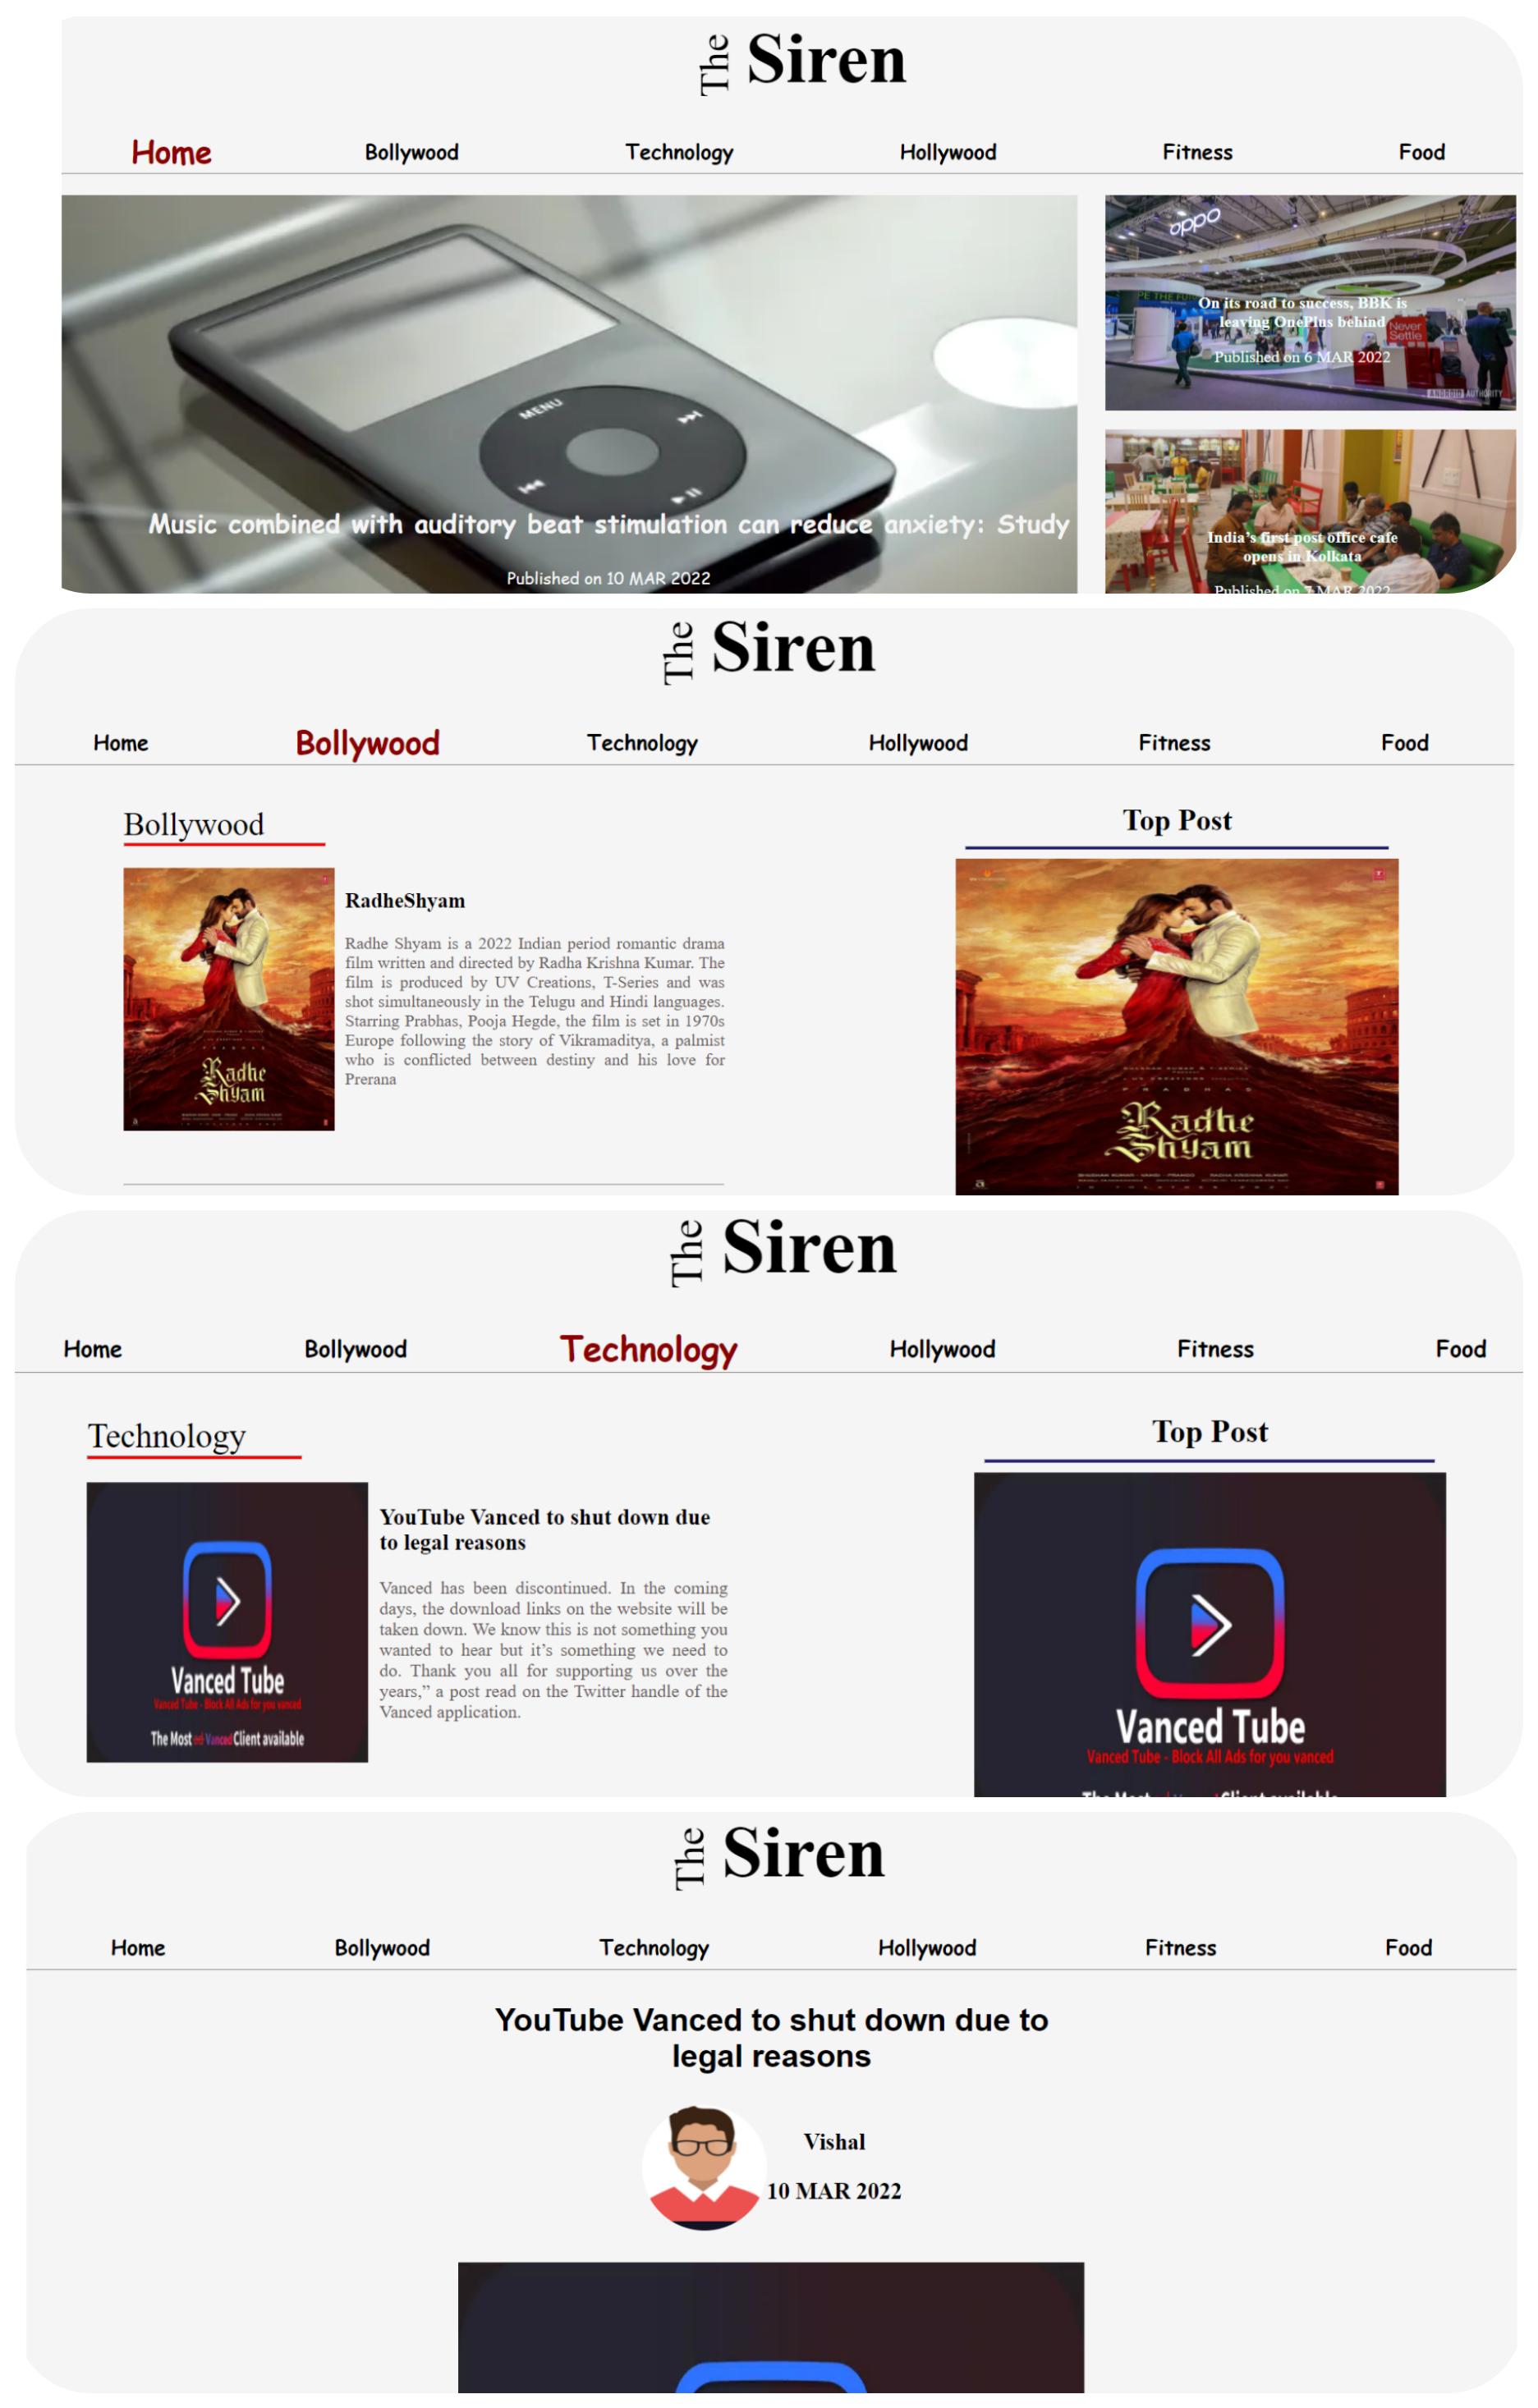 The Siren
Home Bollywood Technology Hollywood Fitness Food
MENU
Music combined with auditory beat stimulation can reduce anxiety: Study
Published on 10 MAR 2022
oppo
On its road to success, BBK is
leaving OnePlus behind
Never
Settle
Published on 6 MAR 2022
ANDROID AUTHORITY
India's first post office cafe
opens in Kolkata
Published on 7 MAR 2022
The Siren
Home Bollywood Technology Hollywood Fitness Food
Bollywood
Radhe
Shyam
RadheShyam
Radhe Shyam is a 2022 Indian period romantic drama
film written and directed by Radha Krishna Kumar. The
film is produced by UV Creations, T-Series and was
shot simultaneously in the Telugu and Hindi languages.
Starring Prabhas, Pooja Hegde, the film is set in 1970s
Europe following the story of Vikramaditya, a palmist
who is conflicted between destiny and his love for
Prerana
Top Post
PRABHAS
Radhe
Shyam
The Siren
Home Bollywood Technology Hollywood Fitness Food
Technology
Vanced Tube
Vanced Tube - Block All Ads for you vanced
The Most Vanced Client available
YouTube Vanced to shut down due
to legal reasons
Vanced has been discontinued. In the coming
days, the download links on the website will be
taken down. We know this is not something you
wanted to hear but it's something we need to
do. Thank you all for supporting us over the
years,” a post read on the Twitter handle of the
Vanced application.
Top Post
Vanced Tube
Vanced Tube - Block All Ads for you vanced
The Siren
Home Bollywood Technology Hollywood Fitness Food
YouTube Vanced to shut down due to
legal reasons
Vishal
10 MAR 2022